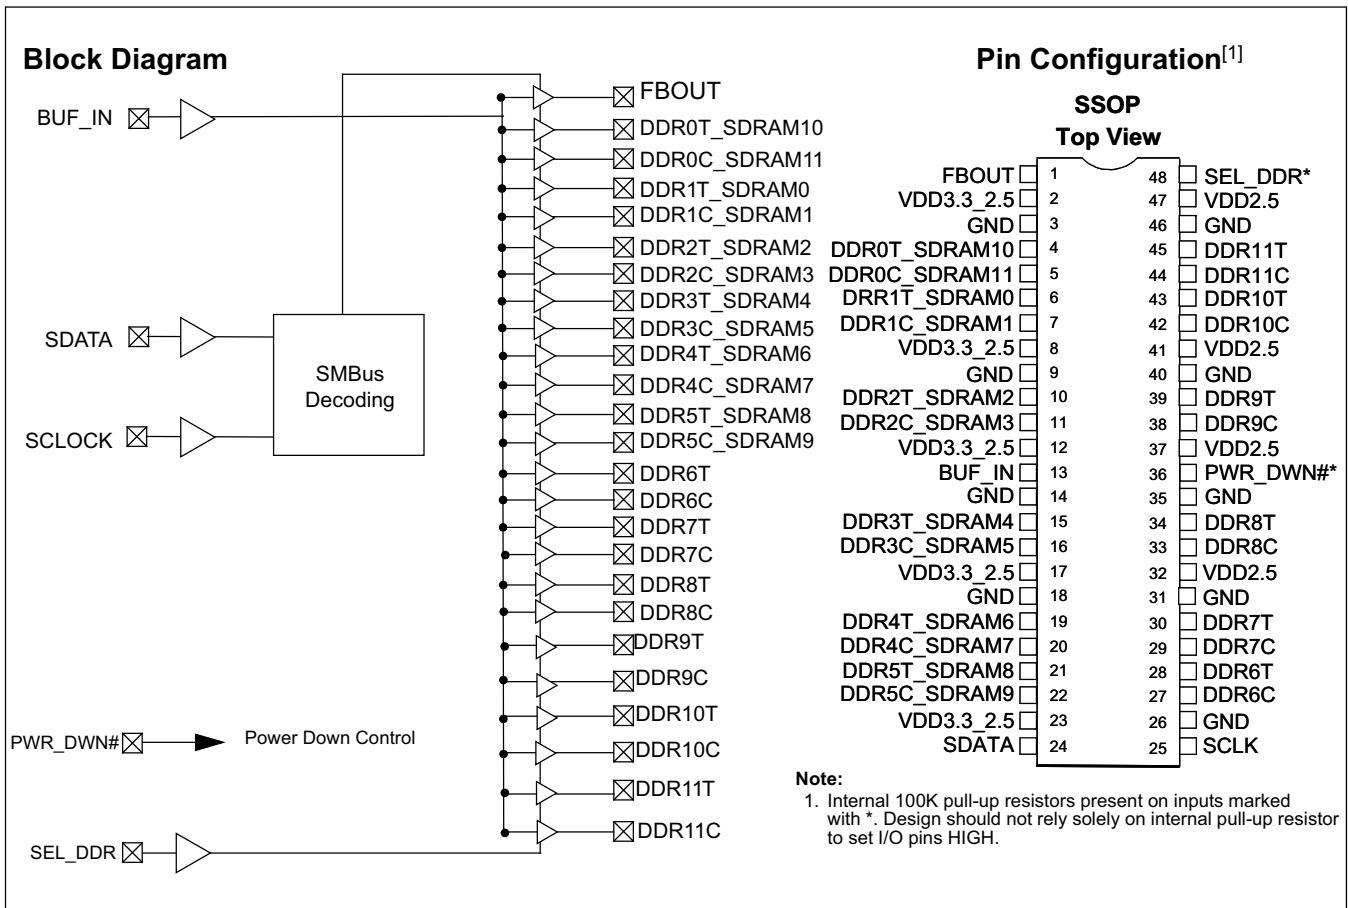 Block Diagram
BUF_IN
SDATA
SCLOCK
SMBus
Decoding
PWR_DWN#
Power Down Control
SEL_DDR
FBOUT
DDR0T_SDRAM10
DDR0C_SDRAM11
DDR1T_SDRAM0
DDR1C_SDRAM1
DDR2T_SDRAM2
DDR2C_SDRAM3
DDR3T_SDRAM4
DDR3C_SDRAM5
DDR4T_SDRAM6
DDR4C_SDRAM7
DDR5T_SDRAM8
DDR5C_SDRAM9
DDR6T
DDR6C
DDR7T
DDR7C
DDR8T
DDR8C
DDR9T
DDR9C
DDR10T
DDR10C
DDR11T
DDR11C
Pin Configuration[1]
SSOP
Top View
FBOUT 1 48 SEL_DDR*
VDD3.3_2.5 2 47 VDD2.5
GND 3 46 GND
DDR0T_SDRAM10 4 45 DDR11T
DDR0C_SDRAM11 5 44 DDR11C
DRR1T_SDRAM0 6 43 DDR10T
DDR1C_SDRAM1 7 42 DDR10C
VDD3.3_2.5 8 41 VDD2.5
GND 9 40 GND
DDR2T_SDRAM2 10 39 DDR9T
DDR2C_SDRAM3 11 38 DDR9C
VDD3.3_2.5 12 37 VDD2.5
BUF_IN 13 36 PWR_DWN#*
GND 14 35 GND
DDR3T_SDRAM4 15 34 DDR8T
DDR3C_SDRAM5 16 33 DDR8C
VDD3.3_2.5 17 32 VDD2.5
GND 18 31 GND
DDR4T_SDRAM6 19 30 DDR7T
DDR4C_SDRAM7 20 29 DDR7C
DDR5T_SDRAM8 21 28 DDR6T
DDR5C_SDRAM9 22 27 DDR6C
VDD3.3_2.5 23 26 GND
SDATA 24 25 SCLK
Note:
1. Internal 100K pull-up resistors present on inputs marked
with *. Design should not rely solely on internal pull-up resistor
to set I/O pins HIGH.